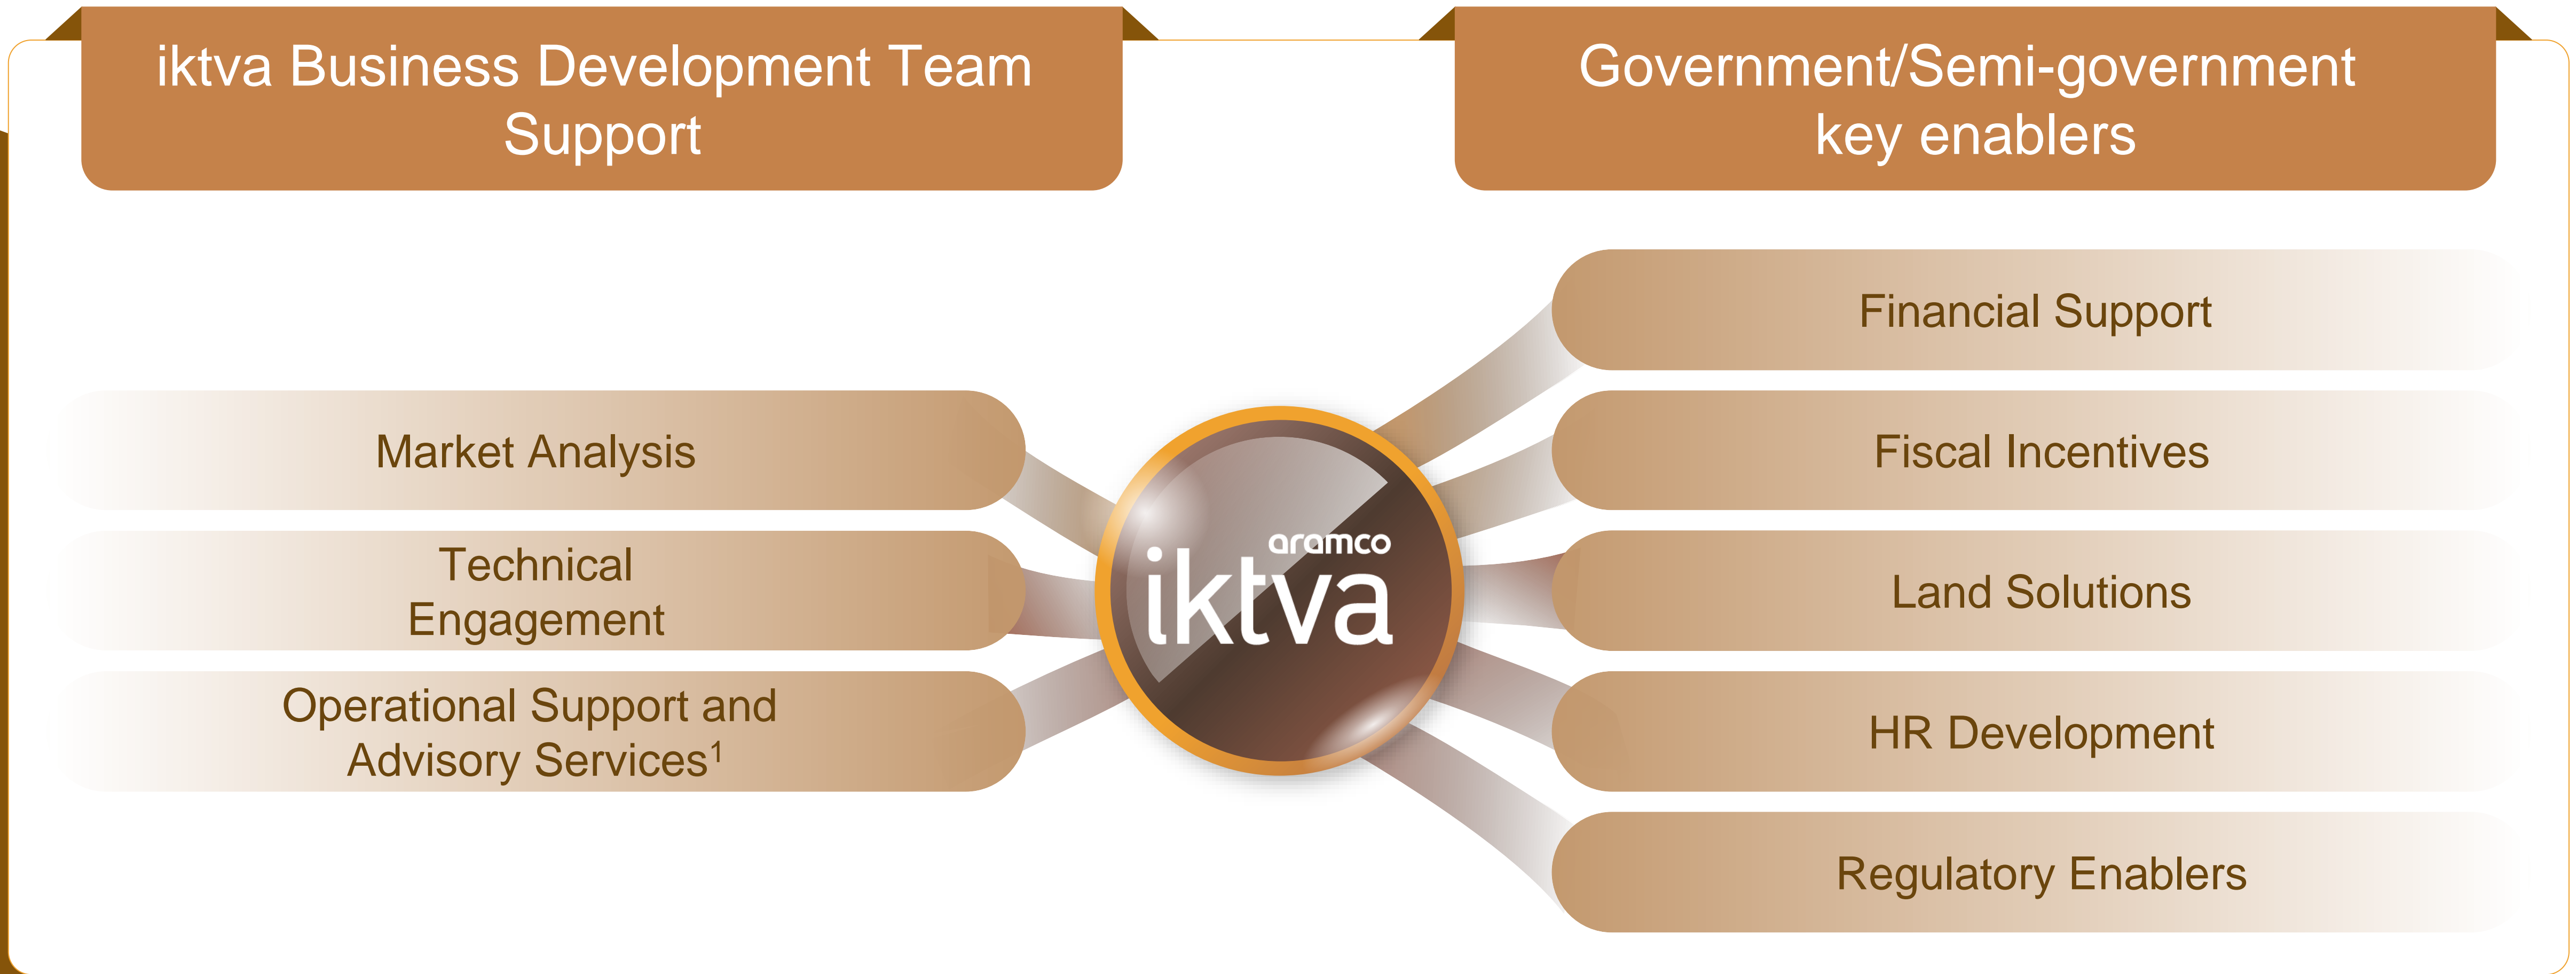 iktva Business Development Team
Support
Government/Semi-government
key enablers
Market Analysis
Technical
Engagement
Operational Support and
Advisory Services¹
aramco
iktva
Financial Support
Fiscal Incentives
Land Solutions
HR Development
Regulatory Enablers